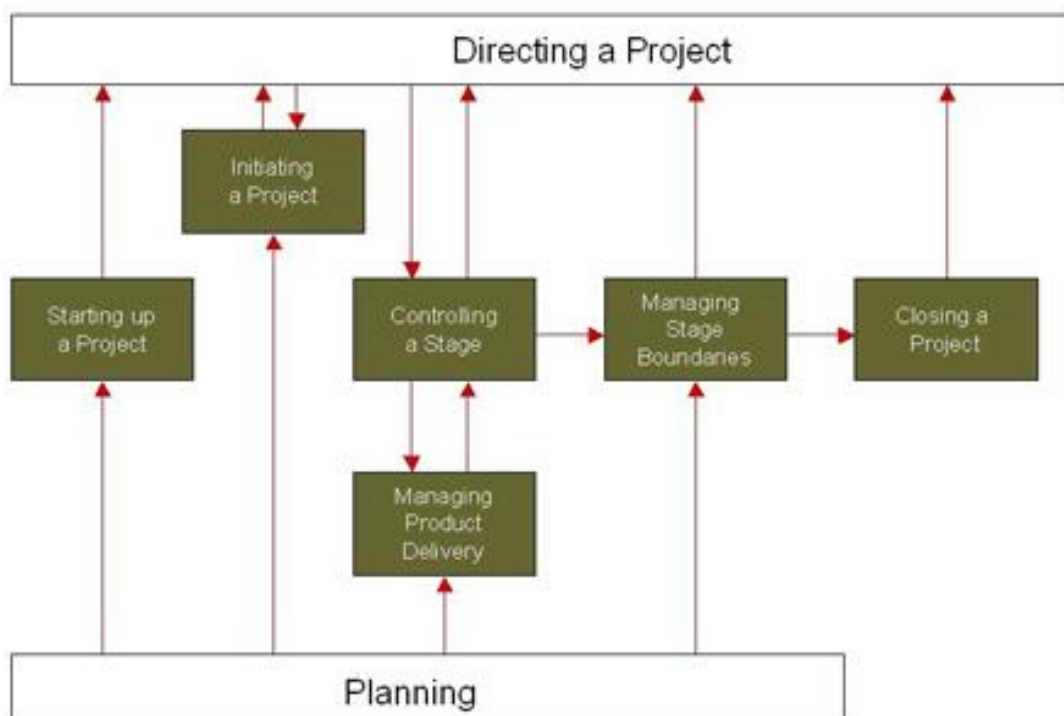 Directing a Project
Initiating
a Project
Starting up
a Project
Controlling
a Stage
Managing
Stage
Boundaries
Closing a
Project
Managing
Product
Delivery
Planning